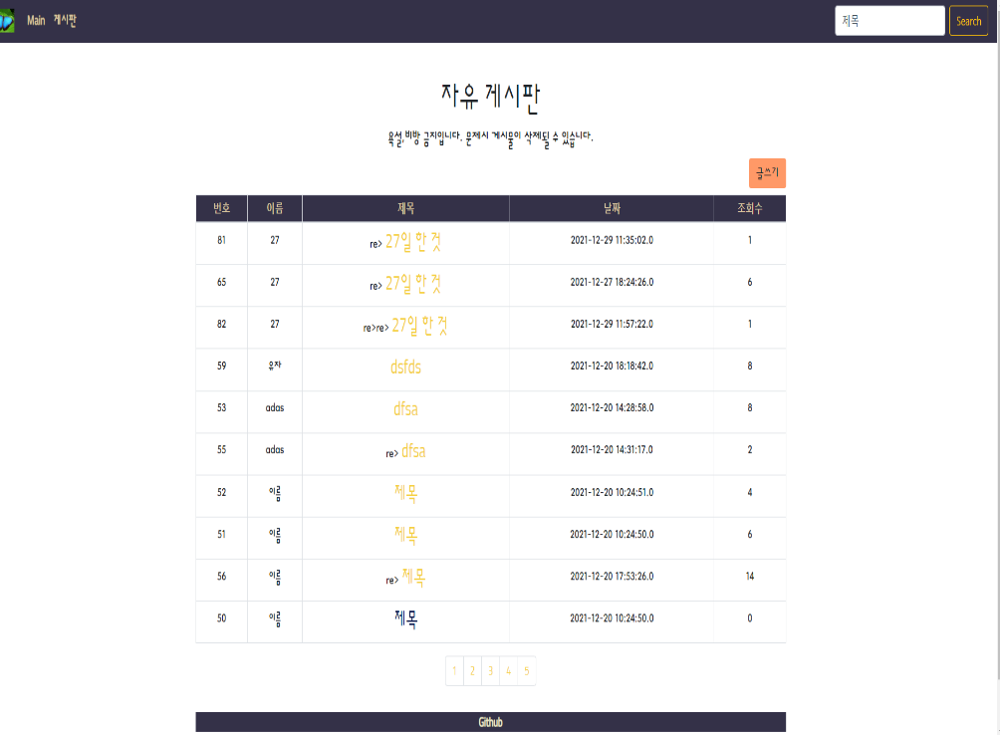 Main 게시판 제목 Search
자유 게시판
욕설,비방 금지입니다. 문제시 게시물이 삭제될 수 있습니다.
글쓰기
번호 이름 제목 날짜 조회수
81 27 re> 27일 한 것 2021-12-29 11:35:02.0 1
65 27 re> 27일 한 것 2021-12-27 18:24:26.0 6
82 27 re>re> 27일 한 것 2021-12-29 11:57:22.0 1
59 유자 dsfds 2021-12-20 18:18:42.0 8
53 adas dfsa 2021-12-20 14:28:58.0 8
55 adas re> dfsa 2021-12-20 14:31:17.0 2
52 이름 제목 2021-12-20 10:24:51.0 4
51 이름 제목 2021-12-20 10:24:50.0 6
56 이름 re> 제목 2021-12-20 17:53:26.0 14
50 이름 제목 2021-12-20 10:24:50.0 0
1 2 3 4 5
Github